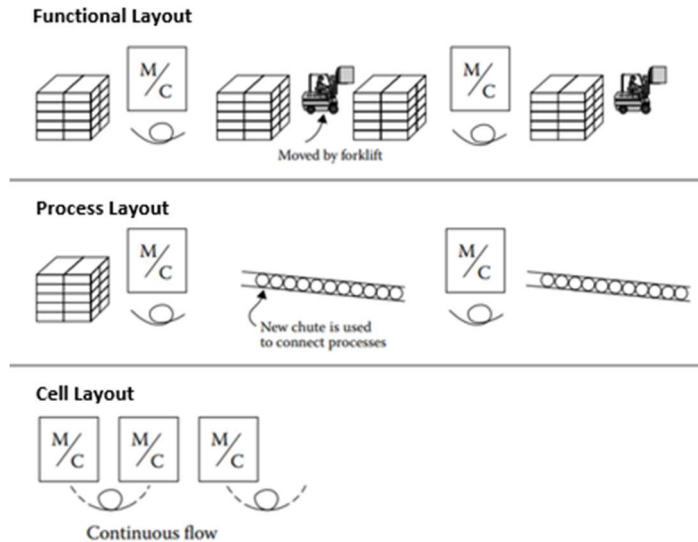 Functional Layout
M/C
M/C
Moved by forklift
Process Layout
M/C
M/C
New chute is used
to connect processes
Cell Layout
M/C
M/C
M/C
Continuous flow